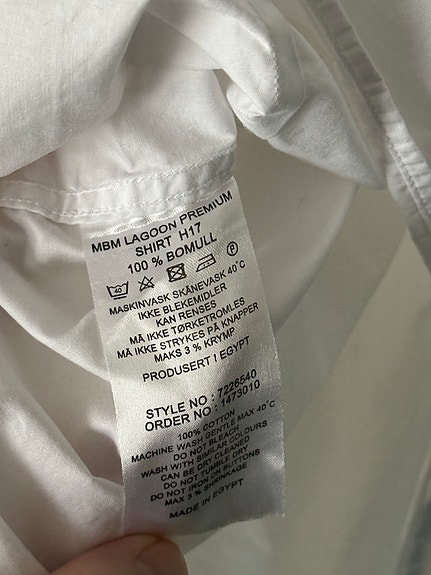 MBM LAGOON PREMIUM
SHIRT H17
100 % BOMULL
40
MASKINVASK SKÅNEVASK 40°C
IKKE BLEKEMIDLER
KAN RENSES
MÅ IKKE TØRKETROMLES
MÅ IKKE STRYKES PÅ KNAPPER
MAKS 3 % KRYMP
PRODUSERT I EGYPT
STYLE NO : 7226540
ORDER NO : 1473010
100% COTTON
MACHINE WASH GENTLE MAX 40°C
DO NOT BLEACH
WASH WITH SIMILAR COLOURS
CAN BE DRY CLEANED
DO NOT TUMBLE DRY
DO NOT IRON ON BUTTONS
MAX 3 % SHRINKAGE
MADE IN EGYPT